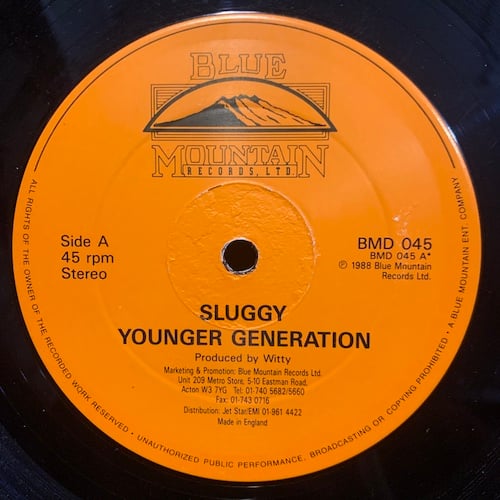 BLUE
MOUNTAIN
RECORDS, LTD.
Side A
45 rpm
Stereo
BMD 045
BMD 045 A*
℗ 1988 Blue Mountain
Records Ltd.
SLUGGY
YOUNGER GENERATION
Produced by Witty
Marketing & Promotion: Blue Mountain Records Ltd.
Unit 209 Metro Store, 5-10 Eastman Road,
Acton W3 7YG Tel: 01-740 5682/5660
Fax: 01-743 0716
Distribution: Jet Star/EMI 01-961 4422
Made in England
ALL RIGHTS OF THE OWNER OF THE RECORDED WORK RESERVED • UNAUTHORIZED PUBLIC PERFORMANCE, BROADCASTING OR COPYING PROHIBITED • A BLUE MOUNTAIN ENT. COMPANY